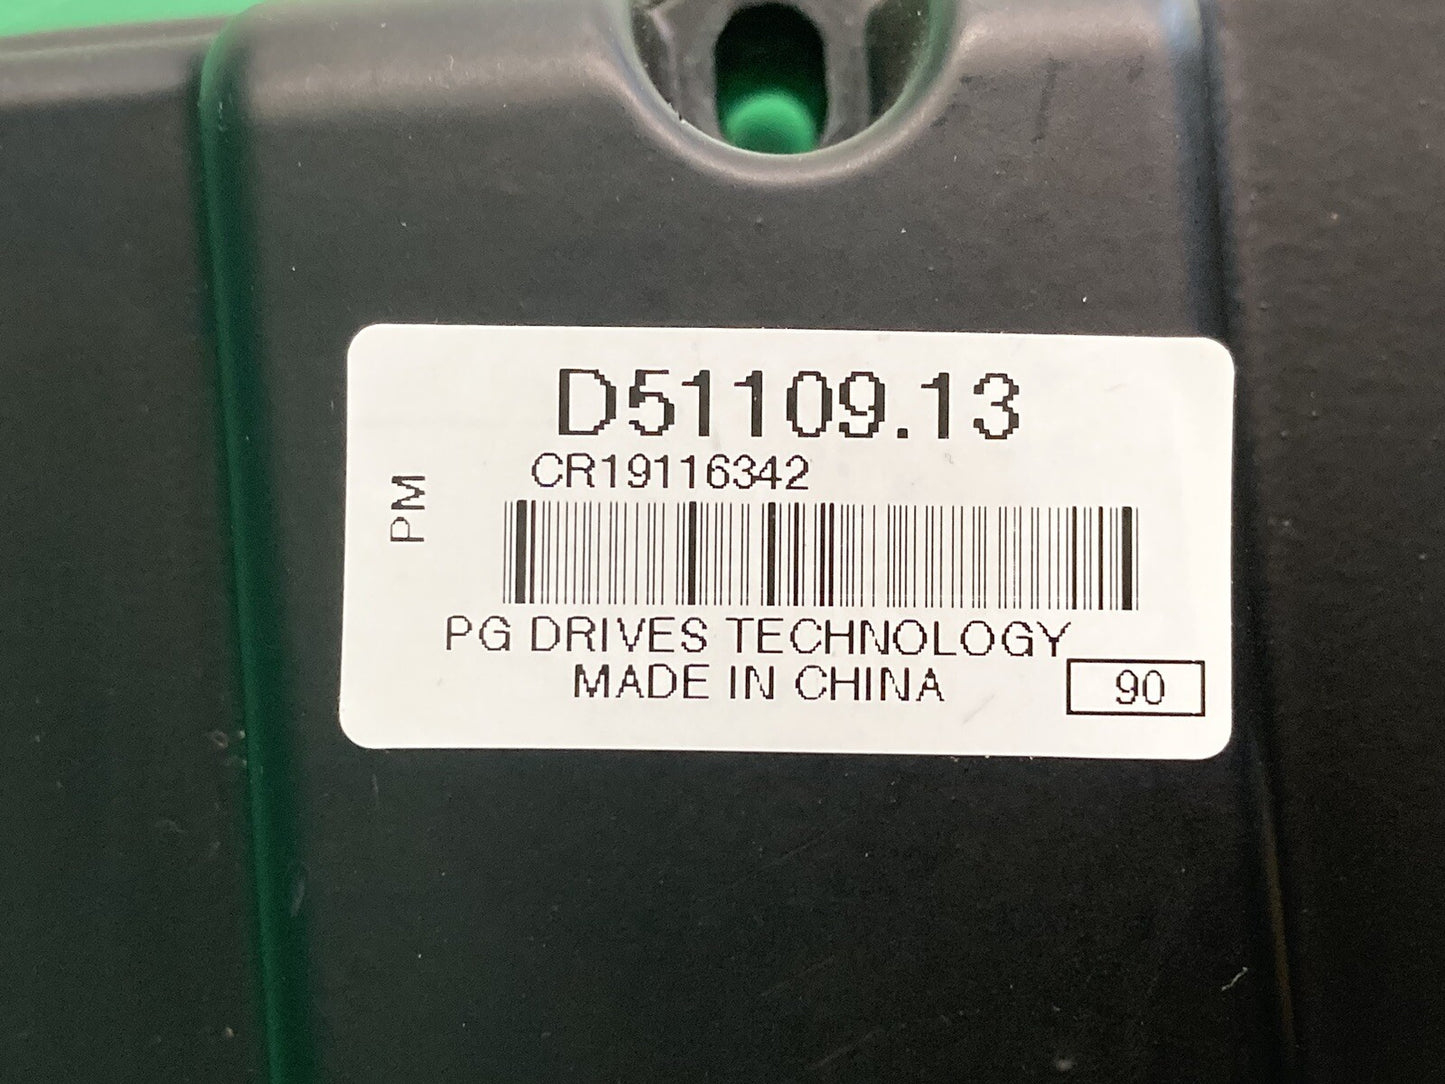 D51109.13
CR19116342
PM
PG DRIVES TECHNOLOGY
MADE IN CHINA
90